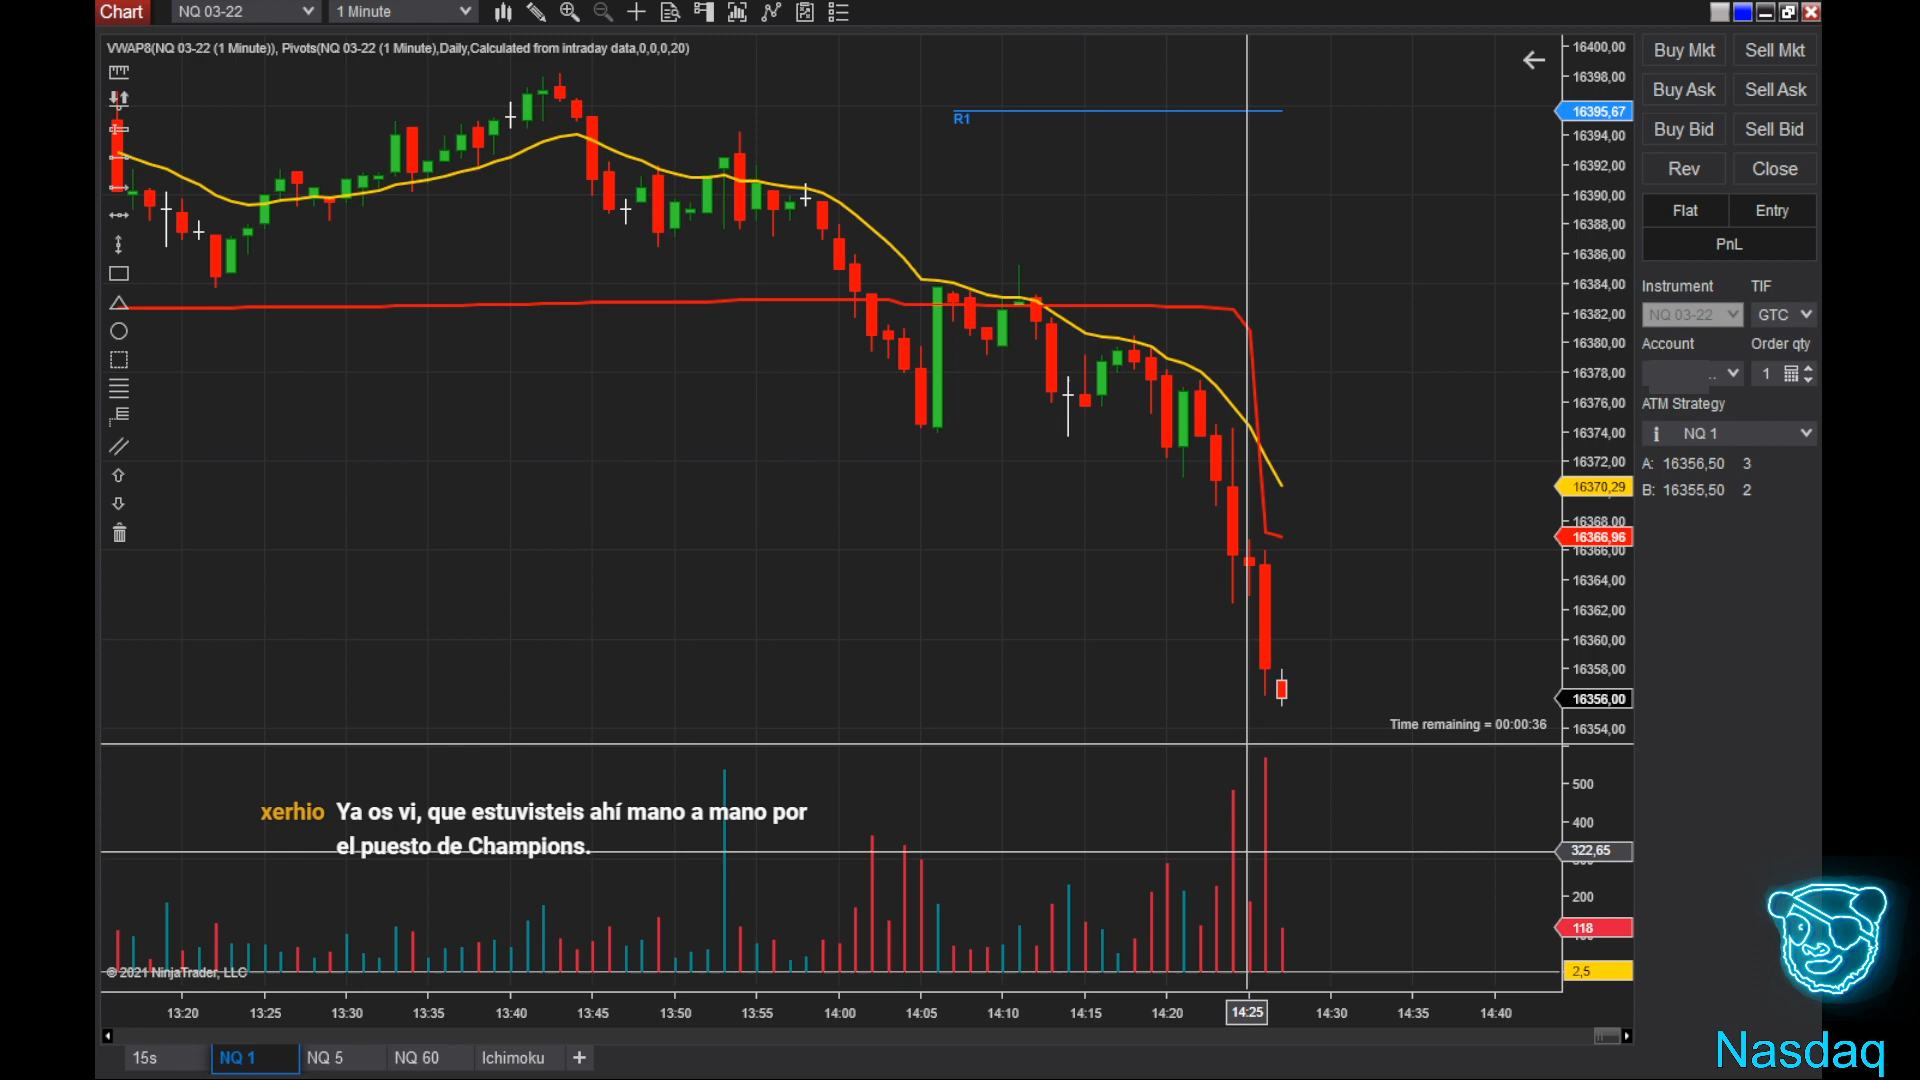 Chart NQ 03-22 1 Minute
VWAP8(NQ 03-22 (1 Minute)), Pivots(NQ 03-22 (1 Minute),Daily,Calculated from intraday data,0,0,0,20)
R1
16400,00
16398,00
16395,67
16394,00
16392,00
16390,00
16388,00
16386,00
16384,00
16382,00
16380,00
16378,00
16376,00
16374,00
16372,00
16370,29
16368,00
16366,96
16366,00
16364,00
16362,00
16360,00
16358,00
16356,00
16354,00
Time remaining = 00:00:36
Buy Mkt Sell Mkt
Buy Ask Sell Ask
Buy Bid Sell Bid
Rev Close
Flat Entry
PnL
Instrument TIF
NQ 03-22 GTC
Account Order qty
.. 1
ATM Strategy
NQ 1
A: 16356,50 3
B: 16355,50 2
500
400
322,65
200
118
2,5
xerhio Ya os vi, que estuvisteis ahí mano a mano por
el puesto de Champions.
© 2021 NinjaTrader, LLC
13:20 13:25 13:30 13:35 13:40 13:45 13:50 13:55 14:00 14:05 14:10 14:15 14:20 14:25 14:30 14:35 14:40
15s NQ 1 NQ 5 NQ 60 Ichimoku +
Nasdaq